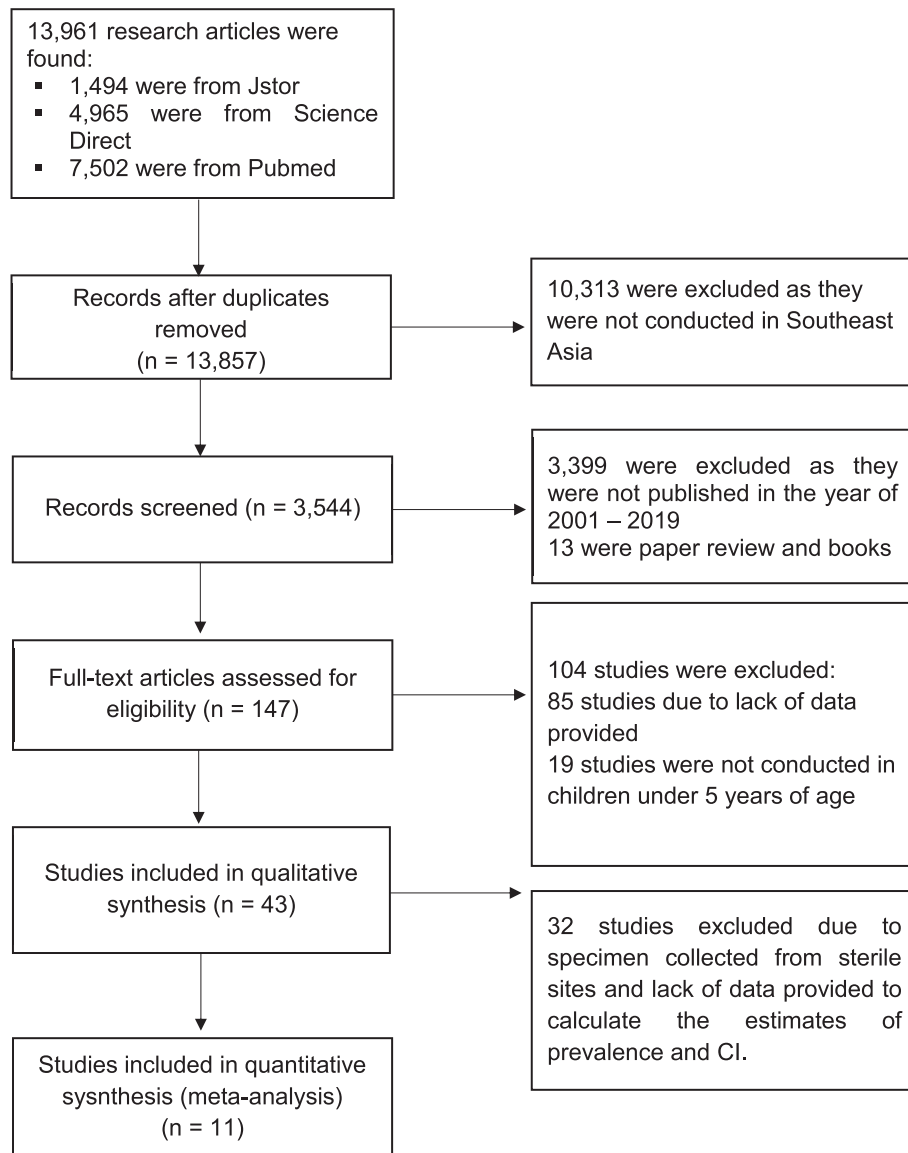 13,961 research articles were
found:
▪ 1,494 were from Jstor
▪ 4,965 were from Science
Direct
▪ 7,502 were from Pubmed
Records after duplicates
removed
(n = 13,857)
10,313 were excluded as they
were not conducted in Southeast
Asia
Records screened (n = 3,544)
3,399 were excluded as they
were not published in the year of
2001 – 2019
13 were paper review and books
Full-text articles assessed for
eligibility (n = 147)
104 studies were excluded:
85 studies due to lack of data
provided
19 studies were not conducted in
children under 5 years of age
Studies included in qualitative
synthesis (n = 43)
32 studies excluded due to
specimen collected from sterile
sites and lack of data provided to
calculate the estimates of
prevalence and CI.
Studies included in quantitative
sysnthesis (meta-analysis)
(n = 11)